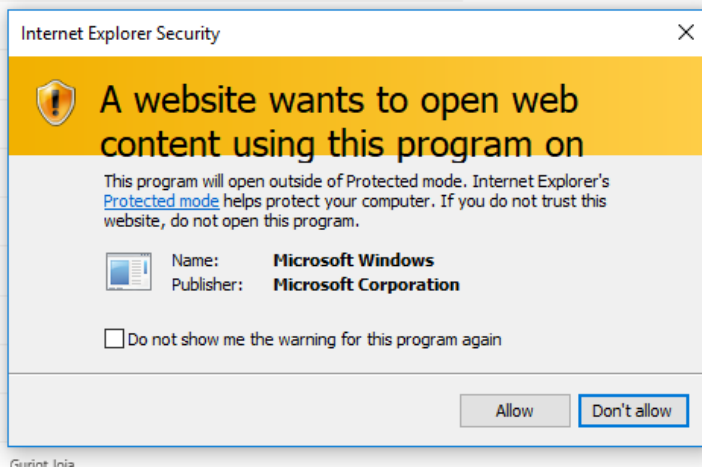 Internet Explorer Security
A website wants to open web
content using this program on
This program will open outside of Protected mode. Internet Explorer's
Protected mode helps protect your computer. If you do not trust this
website, do not open this program.
Name: Microsoft Windows
Publisher: Microsoft Corporation
Do not show me the warning for this program again
Allow Don't allow